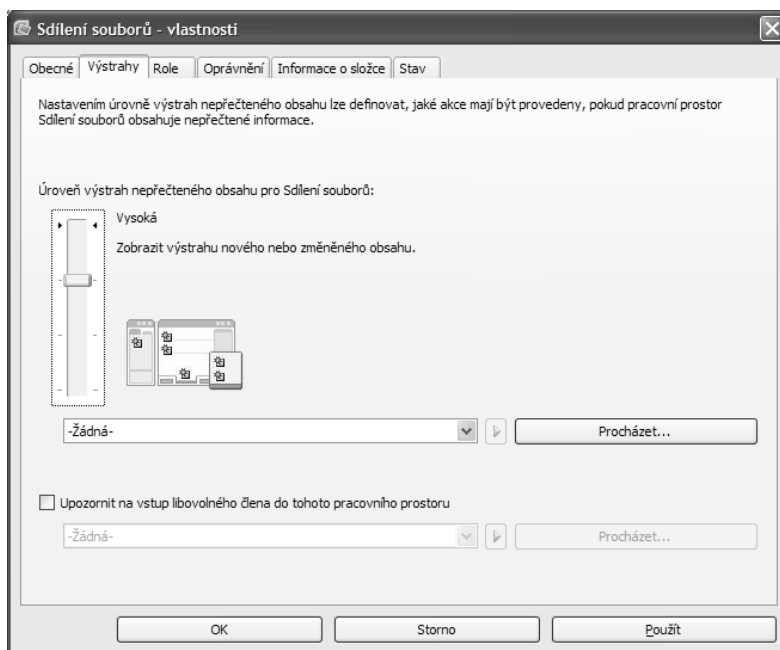 Sdílení souborů - vlastnosti
Obecné Výstrahy Role Oprávnění Informace o složce Stav
Nastavením úrovně výstrah nepřečteného obsahu lze definovat, jaké akce mají být provedeny, pokud pracovní prostor
Sdílení souborů obsahuje nepřečtené informace.
Úroveň výstrah nepřečteného obsahu pro Sdílení souborů:
Vysoká
Zobrazit výstrahu nového nebo změněného obsahu.
-Žádná- Procházet...
Upozornit na vstup libovolného člena do tohoto pracovního prostoru
-Žádná- Procházet...
OK Storno Použít